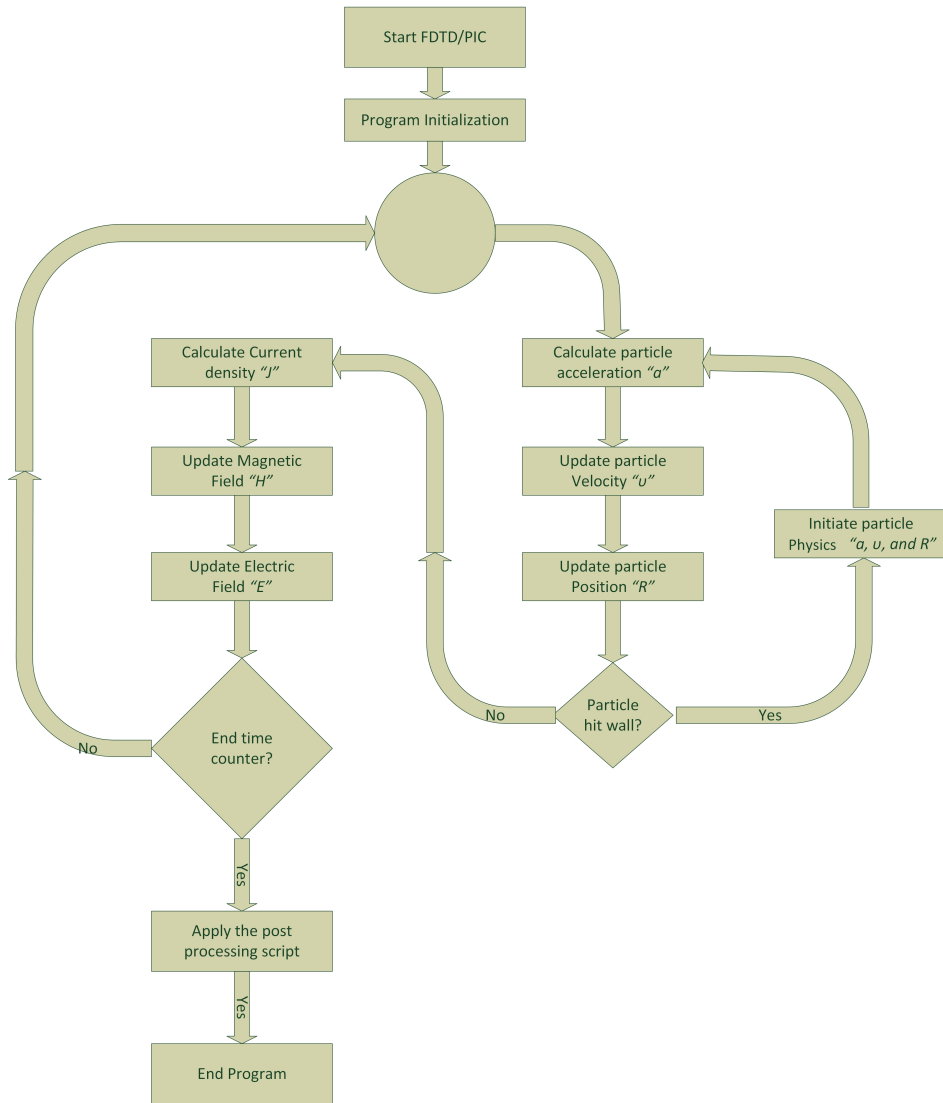 Start FDTD/PIC
Program Initialization
Calculate Current
density “J”
Calculate particle
acceleration “a”
Update Magnetic
Field “H”
Update particle
Velocity “υ”
Initiate particle
Physics “a, υ, and R”
Update Electric
Field “E”
Update particle
Position “R”
Particle
hit wall?
No
Yes
End time
counter?
No
Yes
Apply the post
processing script
Yes
End Program